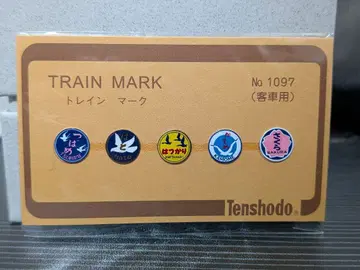 TRAIN MARK
No 1097
トレイン マーク
(客車用)
つばめ
はつかり
さくら
SAKURA
Tenshodo®